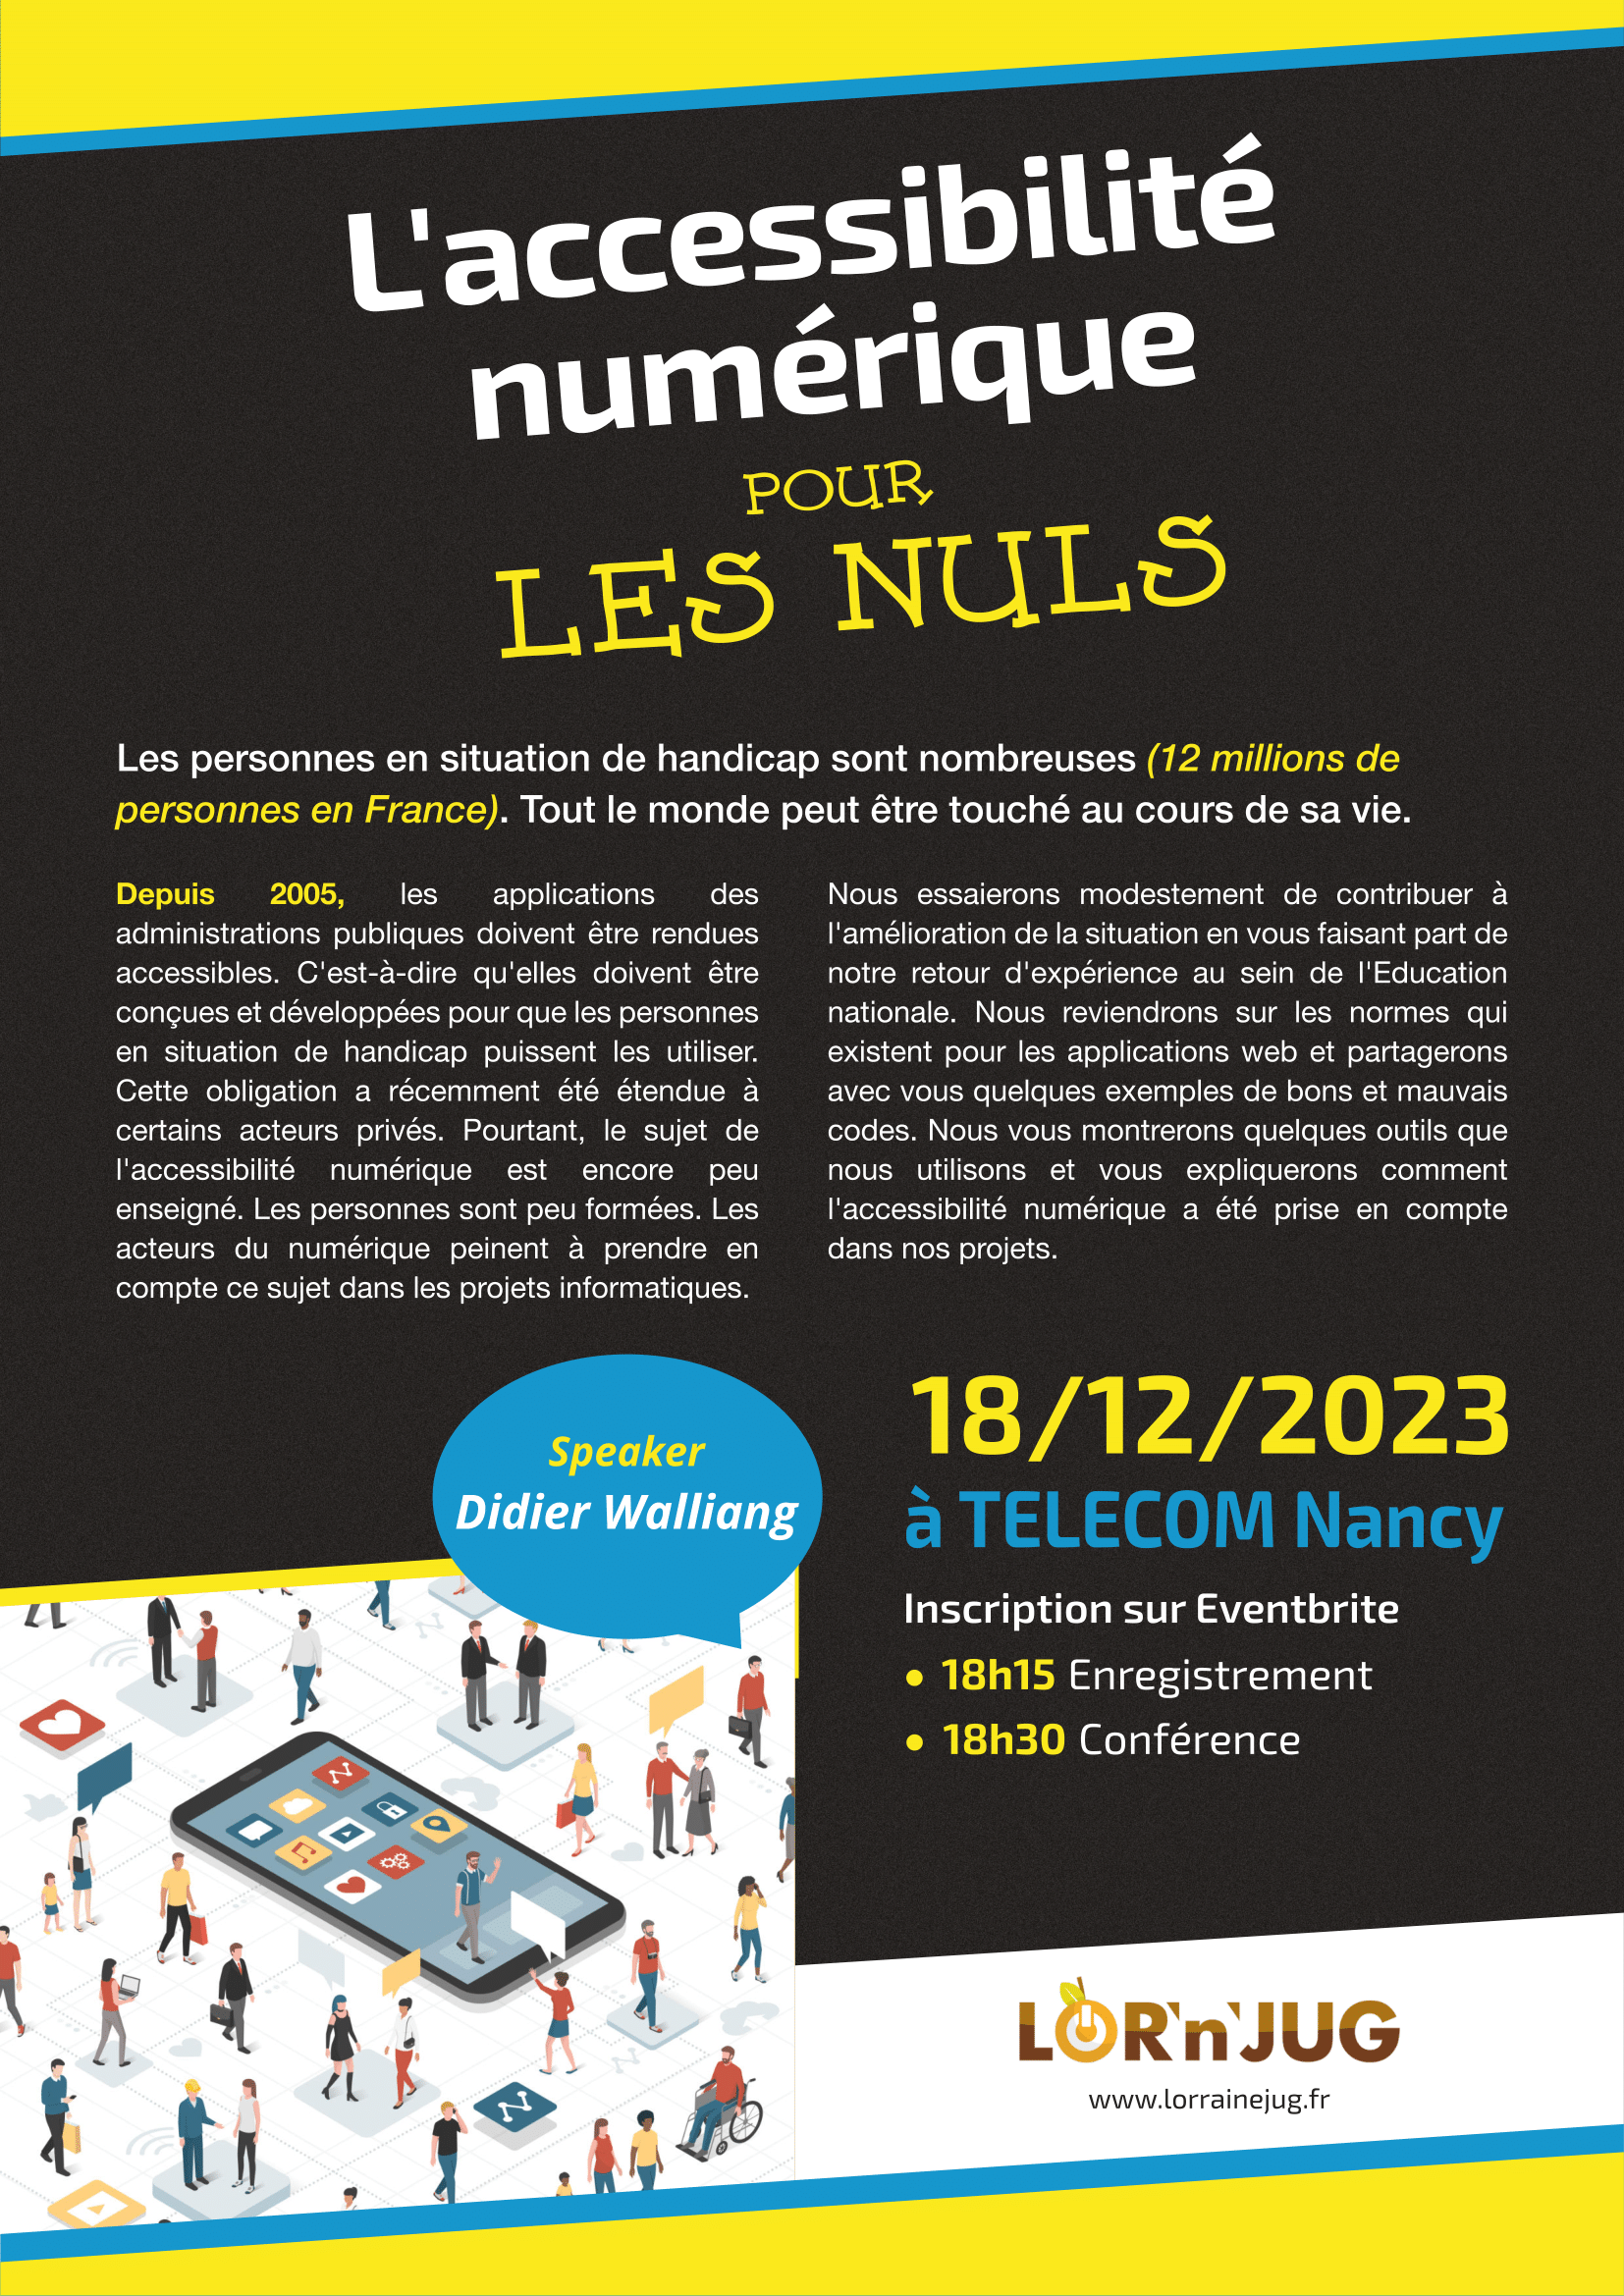 L'accessibilité
numérique
POUR
LES NULS
Les personnes en situation de handicap sont nombreuses (12 millions de
personnes en France). Tout le monde peut être touché au cours de sa vie.
Depuis 2005, les applications des
administrations publiques doivent être rendues
accessibles. C'est-à-dire qu'elles doivent être
conçues et développées pour que les personnes
en situation de handicap puissent les utiliser.
Cette obligation a récemment été étendue à
certains acteurs privés. Pourtant, le sujet de
l'accessibilité numérique est encore peu
enseigné. Les personnes sont peu formées. Les
acteurs du numérique peinent à prendre en
compte ce sujet dans les projets informatiques.
Nous essaierons modestement de contribuer à
l'amélioration de la situation en vous faisant part de
notre retour d'expérience au sein de l'Education
nationale. Nous reviendrons sur les normes qui
existent pour les applications web et partagerons
avec vous quelques exemples de bons et mauvais
codes. Nous vous montrerons quelques outils que
nous utilisons et vous expliquerons comment
l'accessibilité numérique a été prise en compte
dans nos projets.
Speaker
Didier Walliang
18/12/2023
à TELECOM Nancy
Inscription sur Eventbrite
• 18h15 Enregistrement
• 18h30 Conférence
LOR'n'JUG
www.lorrainejug.fr